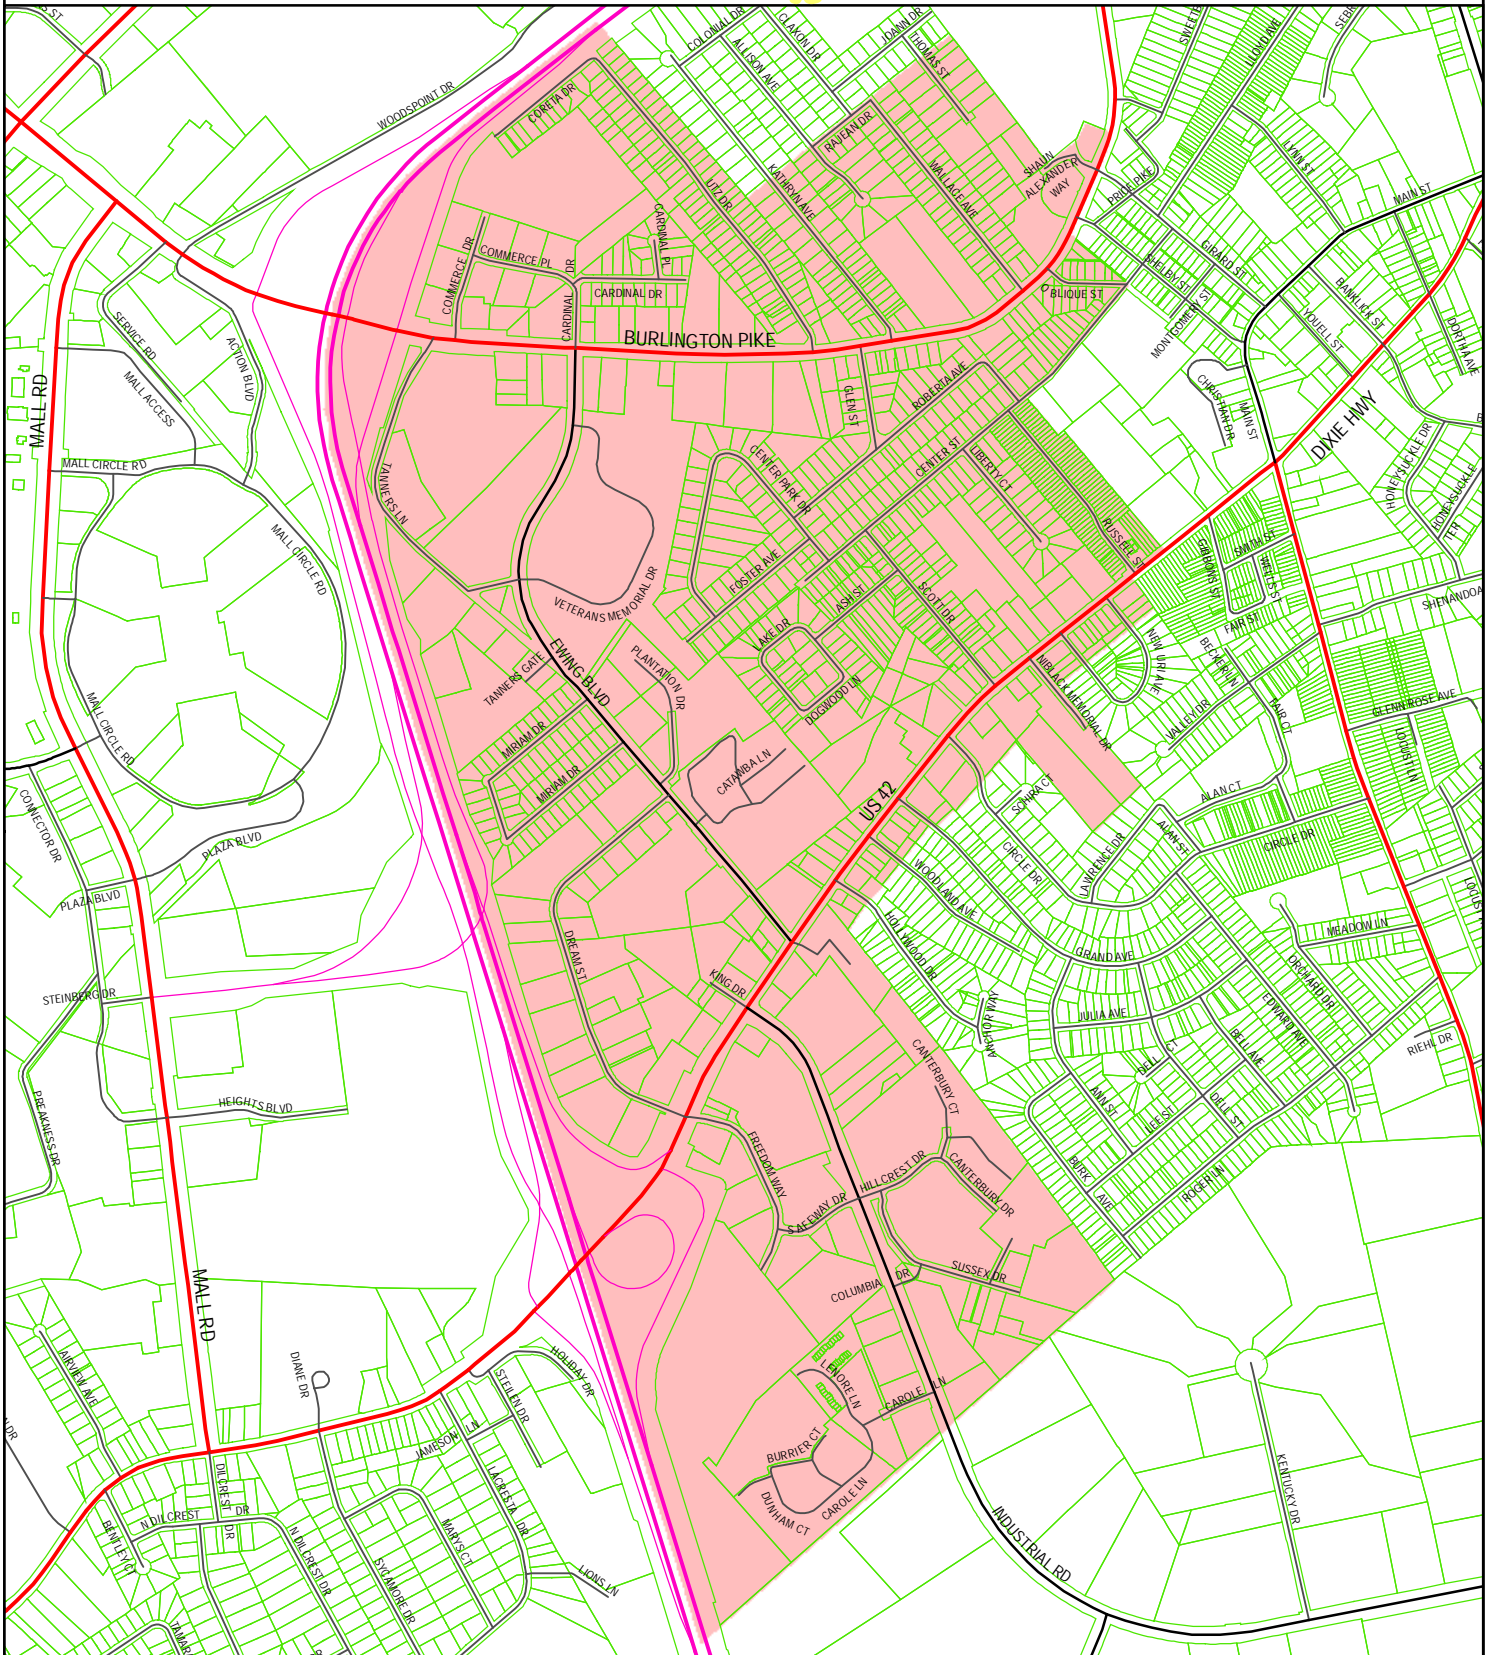 S ST
WOODSPOINT DR
COLONIAL DR
CLAXON DR
ALLISON AVE
JOANN DR
THOMAS ST
LLOYD AVE
CORETA DR
RAJEAN DR
KATHRYN AVE
UTZ DR
WALLACE AVE
SHAUN
ALEXANDER
WAY
PRICE PIKE
LYNN ST
MAIN ST
CARDINAL PL
COMMERCE DR
COMMERCE PL
CARDINAL DR
CARDINAL DR
BURLINGTON PIKE
OBLIQUE ST
SHELBY ST
GIRARD ST
MONTGOMERY ST
BANKLICK ST
YOUELL ST
DORTHA AVE
SERVICE RD
MALL ACCESS
ACTION BLVD
MALL RD
GLEN ST
ROBERTA AVE
CHRISTIAN DR
MAIN ST
DIXIE HWY
MALL CIRCLE RD
TANNERS LN
CENTER PARK DR
CENTER ST
LIBERTY CT
HONEYSUCKLE DR
HONEYSUCKLE
TER
MALL CIRCLE RD
RUSSELL ST
GIBBONS ST
SMITH ST
WELLS ST
FAIR ST
SHENANDOA
VETERANS MEMORIAL DR
FOSTER AVE
ASH ST
SCOTT DR
LAKE DR
DOGWOOD LN
NEW URI AVE
NIBLACK MEMORIAL DR
BECKER LN
FAIR CT
VALLEY DR
GLENN ROSE AVE
LOCUST LN
TANNERS GATE
EWING BLVD
PLANTATION DR
MIRIAM DR
MIRIAM DR
CATAWBA LN
US 42
SCHIRA CT
ALAN CT
ALAN ST
CIRCLE DR
MALL CIRCLE RD
CONNECTOR DR
PLAZA BLVD
PLAZA BLVD
WOODLAND AVE
CIRCLE DR
LAWRENCE DR
LOCUST
HOLLYWOOD DR
GRAND AVE
MEADOW LN
ORCHARD DR
DREAM ST
KING DR
STEINBERG DR
ANCHOR WAY
JULIA AVE
EDWARD AVE
BELL AVE
DELL CT
RIEHL DR
CANTERBURY CT
ANN ST
LEE ST
DELL ST
HEIGHTS BLVD
PREAKNESS DR
FREEDOM WAY
SAFEWAY DR
HILLCREST DR
CANTERBURY DR
BURK AVE
ROGER LN
COLUMBIA DR
SUSSEX DR
MALL RD
AIRVIEW AVE
DIANE DR
HOLIDAY DR
STEILEN DR
LENORE LN
CAROLE LN
JAMESON LN
BURRIER CT
DUNHAM CT
CAROLE LN
KENTUCKY DR
INDUSTRIAL RD
DILCREST DR
N DILCREST DR
N DILCREST DR
BENTLEY CT
LACRESTA DR
MARYS CT
SYCAMORE DR
LIONS LN
TAMAR